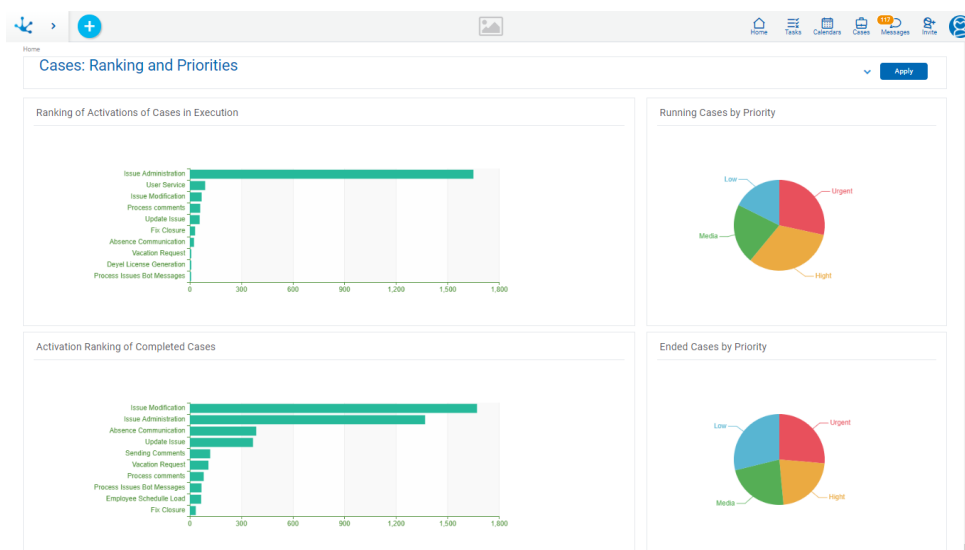 117
Home Tasks Calendars Cases Messages Invite
Home
Cases: Ranking and Priorities
Apply
Ranking of Activations of Cases in Execution
Issue Administration
User Service
Issue Modification
Process comments
Update Issue
Fix Closure
Absence Communication
Vacation Request
Deyel License Generation
Process Issues Bot Messages
0 300 600 900 1,200 1,500 1,800
Running Cases by Priority
Low
Urgent
Media
Hight
Activation Ranking of Completed Cases
Issue Modification
Issue Administration
Absence Communication
Update Issue
Sending Comments
Vacation Request
Process comments
Process Issues Bot Messages
Employee Schedulle Load
Fix Closure
0 300 600 900 1,200 1,500 1,800
Ended Cases by Priority
Low
Urgent
Media
Hight